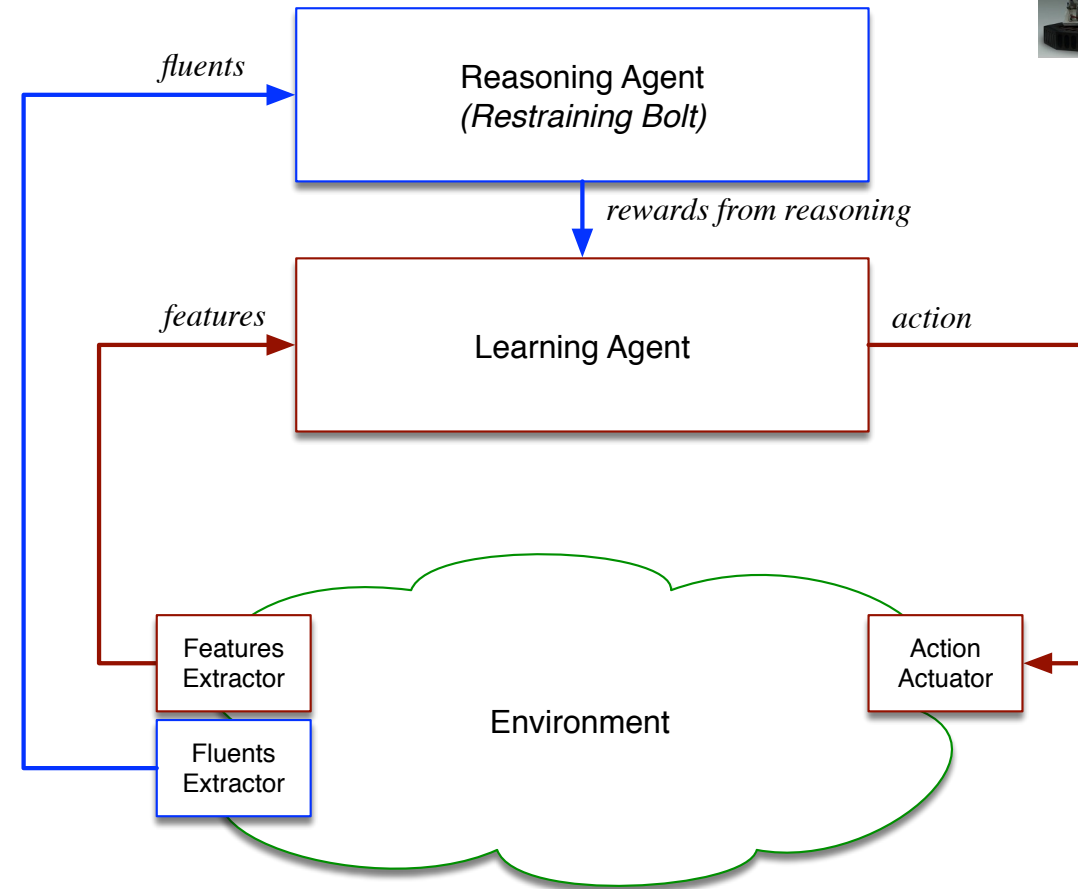 fluents
Reasoning Agent
(Restraining Bolt)
rewards from reasoning
features
action
Learning Agent
Features
Extractor
Action
Actuator
Environment
Fluents
Extractor